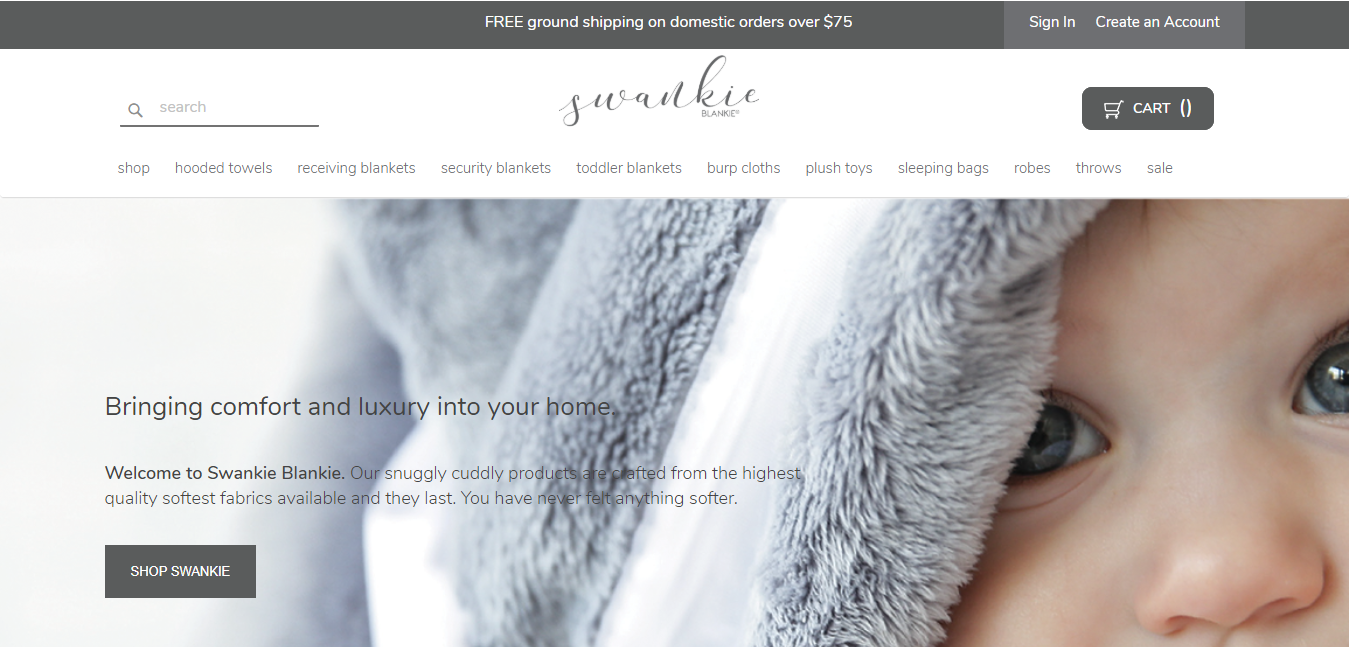 FREE ground shipping on domestic orders over $75
Sign In Create an Account
search
swankie
BLANKIE®
CART ()
shop hooded towels receiving blankets security blankets toddler blankets burp cloths plush toys sleeping bags robes throws sale
Bringing comfort and luxury into your home.
Welcome to Swankie Blankie. Our snuggly cuddly products are crafted from the highest
quality softest fabrics available and they last. You have never felt anything softer.
SHOP SWANKIE